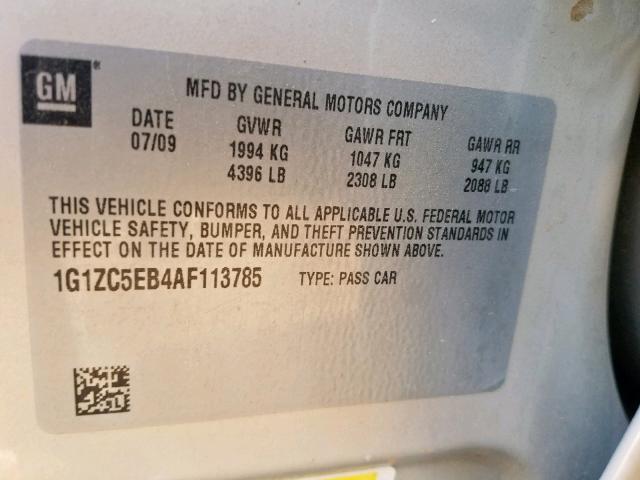 GM
MFD BY GENERAL MOTORS COMPANY
DATE GVWR GAWR FRT GAWR RR
07/09 1994 KG 1047 KG 947 KG
4396 LB 2308 LB 2088 LB
THIS VEHICLE CONFORMS TO ALL APPLICABLE U.S. FEDERAL MOTOR
VEHICLE SAFETY, BUMPER, AND THEFT PREVENTION STANDARDS IN
EFFECT ON THE DATE OF MANUFACTURE SHOWN ABOVE.
1G1ZC5EB4AF113785 TYPE: PASS CAR